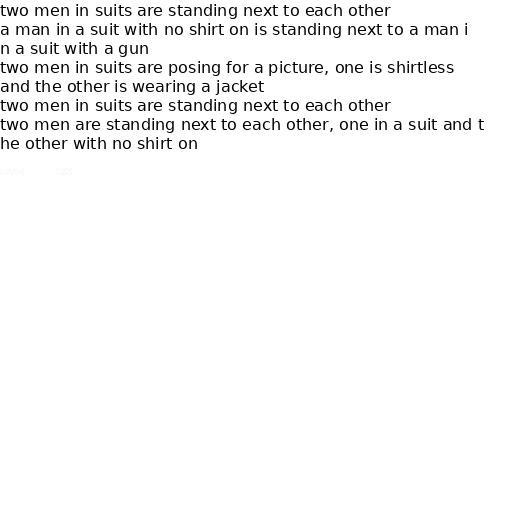 two men in suits are standing next to each other
a man in a suit with no shirt on is standing next to a man i
n a suit with a gun
two men in suits are posing for a picture, one is shirtless
and the other is wearing a jacket
two men in suits are standing next to each other
two men are standing next to each other, one in a suit and t
he other with no shirt on